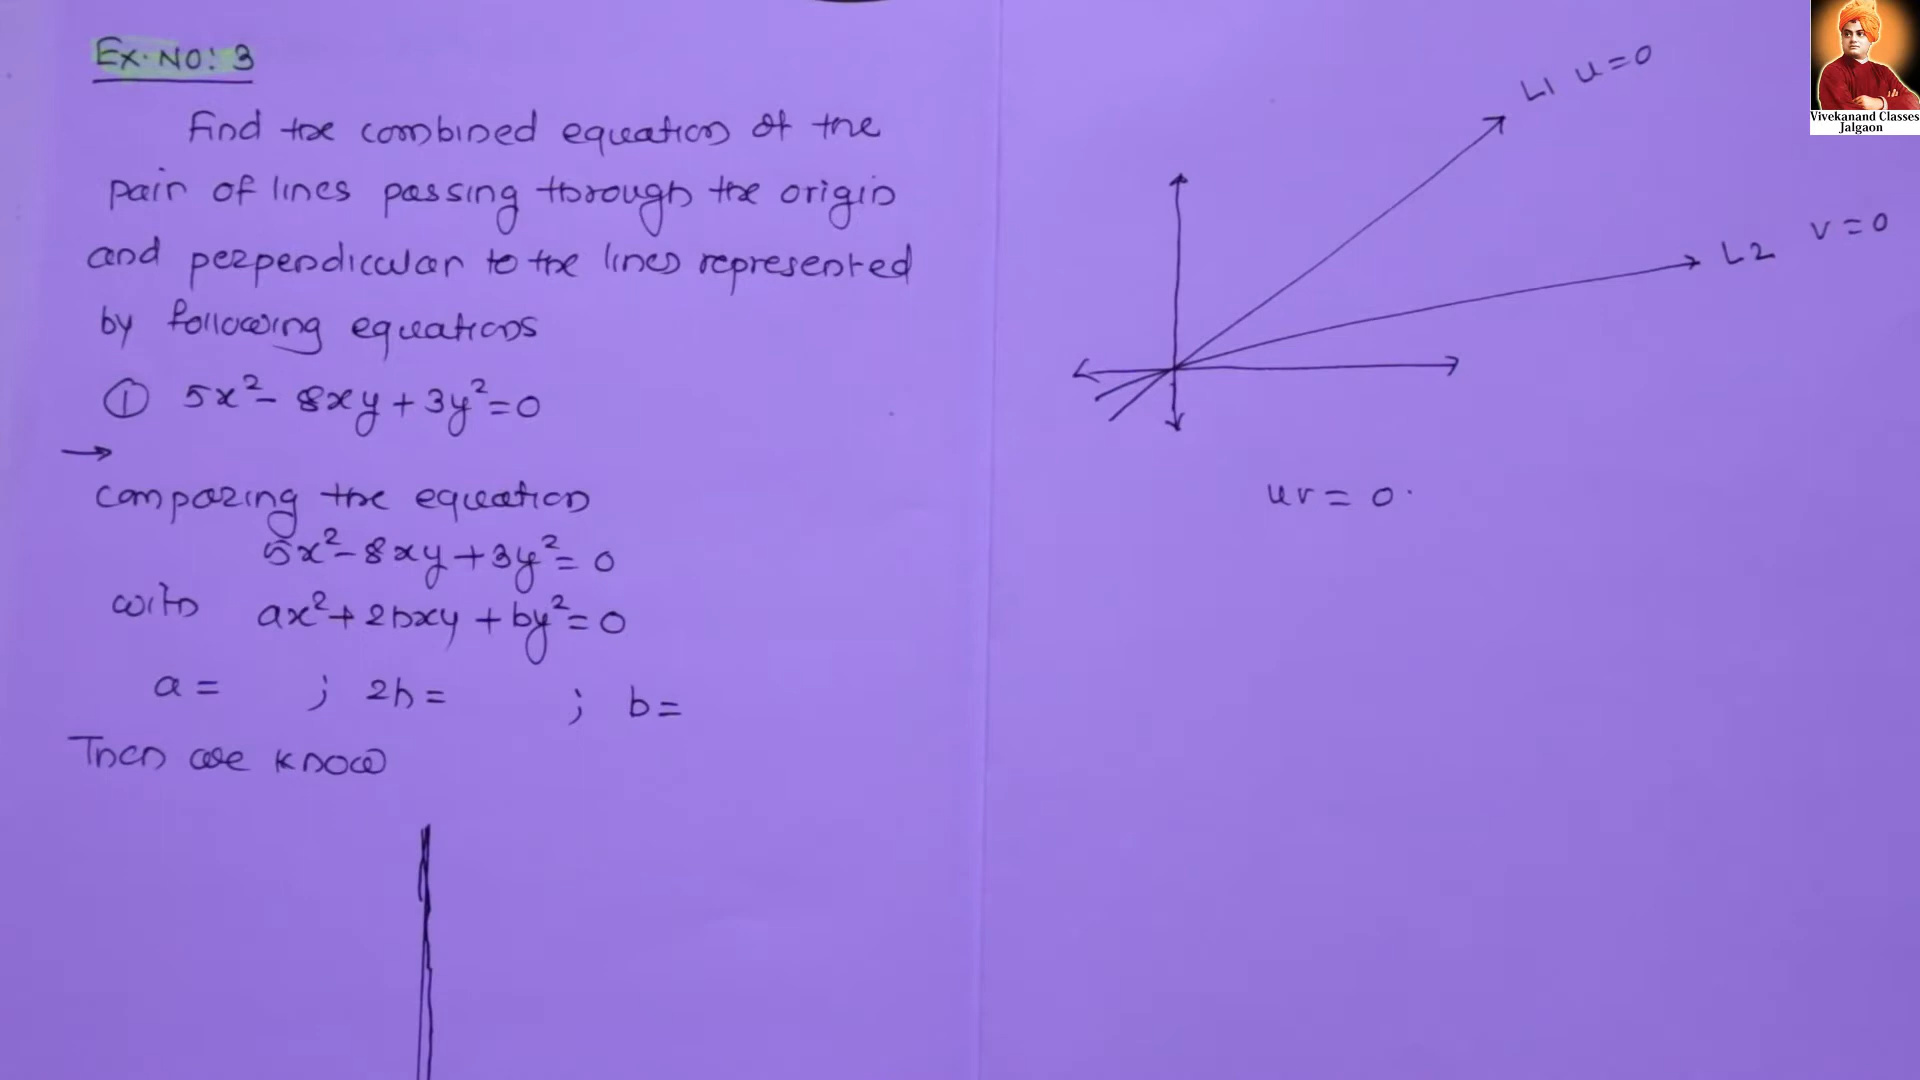 Ex. No: 3
Find the combined equation of the
pair of lines passing through the origin
and perpendicular to the lines represented
by following equations
① 5x² - 8xy + 3y² = 0
→
comparing the equation
5x² - 8xy + 3y² = 0
with ax² + 2hxy + by² = 0
a = ; 2h = ; b =
Then we know
L1 u = 0
L2 v = 0
uv = 0.
Vivekanand Classes
Jalgaon